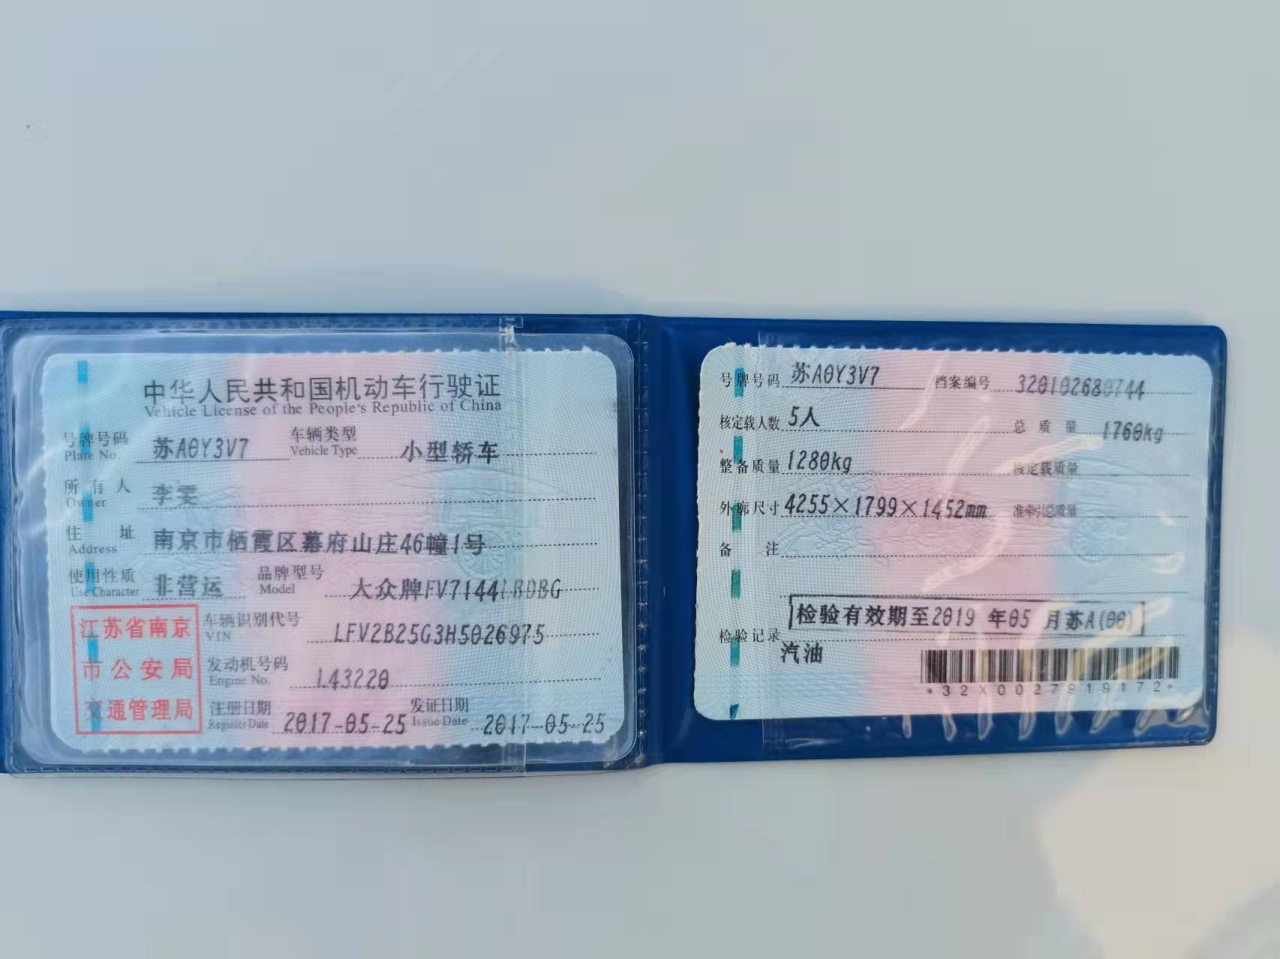 中华人民共和国机动车行驶证
Vehicle License of the People's Republic of China
号牌号码 苏A0Y3V7 车辆类型 小型轿车
Plate No. Vehicle Type
所有人 李雯
Owner
住址 南京市栖霞区幕府山庄46幢1号
Address
使用性质 非营运 品牌型号 大众牌FV7144LBDBG
Use Character Model
江苏省南京
市公安局
交通管理局
车辆识别代号 LFV2B25G3H5026975
VIN
发动机号码 L43220
Engine No.
注册日期 2017-05-25 发证日期 2017-05-25
Register Date Issue Date
号牌号码 苏A0Y3V7 档案编号 320102680744
核定载人数 5人 总质量 1760kg
整备质量 1280kg 核定载质量
外廓尺寸 4255×1799×1452mm 准牵引总质量
备注
检验有效期至2019 年05 月苏A(00)
检验记录
汽油
*32X0027819172*